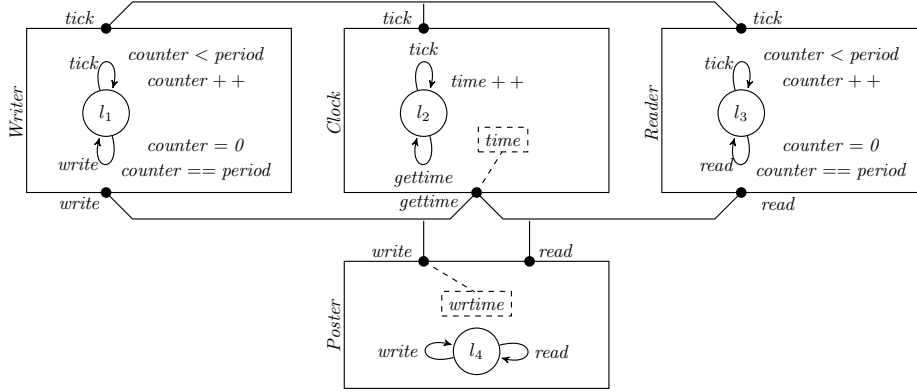 tick tick tick
Writer
tick
counter < period
counter + +
l1
write
counter = 0
counter == period
write
Clock
tick
time + +
l2
time
gettime
gettime
Reader
tick
counter < period
counter + +
l3
read
counter = 0
counter == period
read
write read
Poster
wrtime
write l4 read